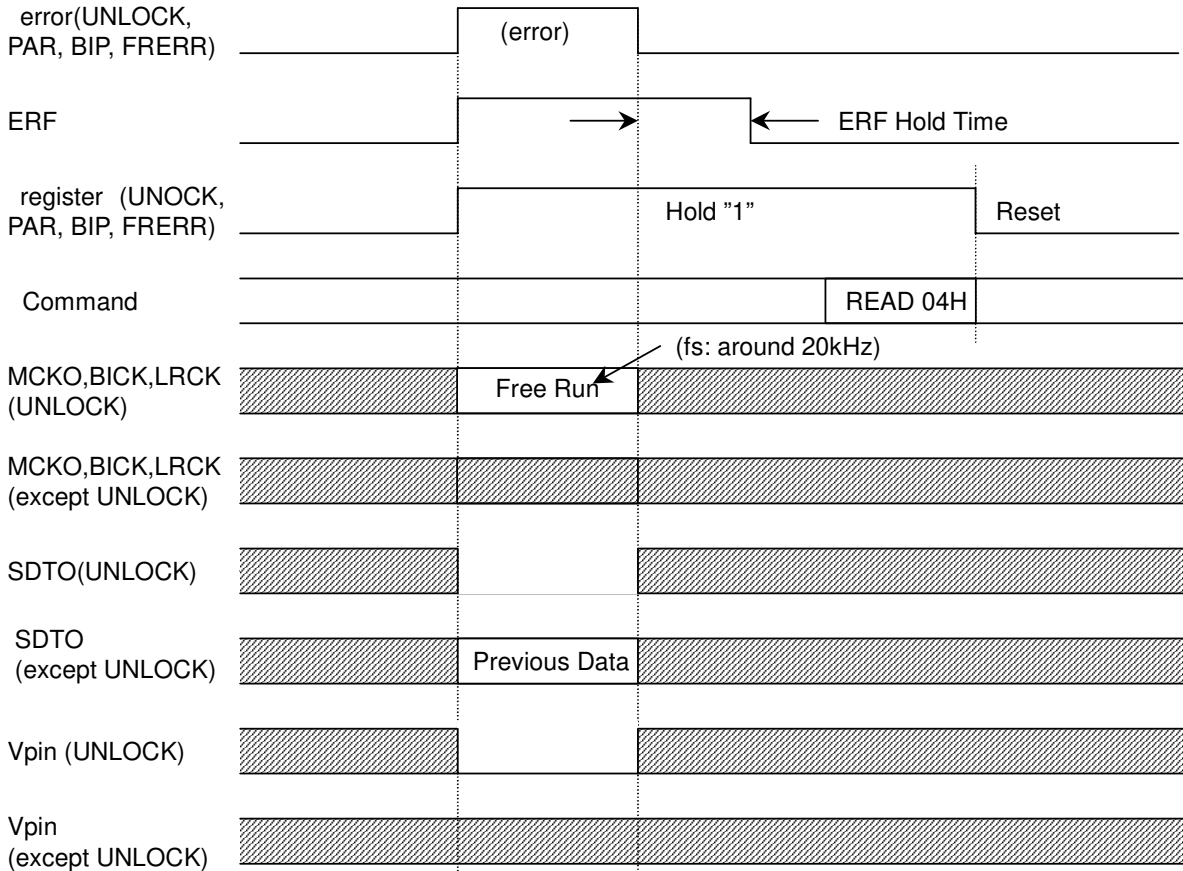 error(UNLOCK,
PAR, BIP, FRERR)
(error)
ERF
ERF Hold Time
register (UNOCK,
PAR, BIP, FRERR)
Hold ”1”
Reset
Command
READ 04H
(fs: around 20kHz)
MCKO,BICK,LRCK
(UNLOCK)
Free Run
MCKO,BICK,LRCK
(except UNLOCK)
SDTO(UNLOCK)
SDTO
(except UNLOCK)
Previous Data
Vpin (UNLOCK)
Vpin
(except UNLOCK)